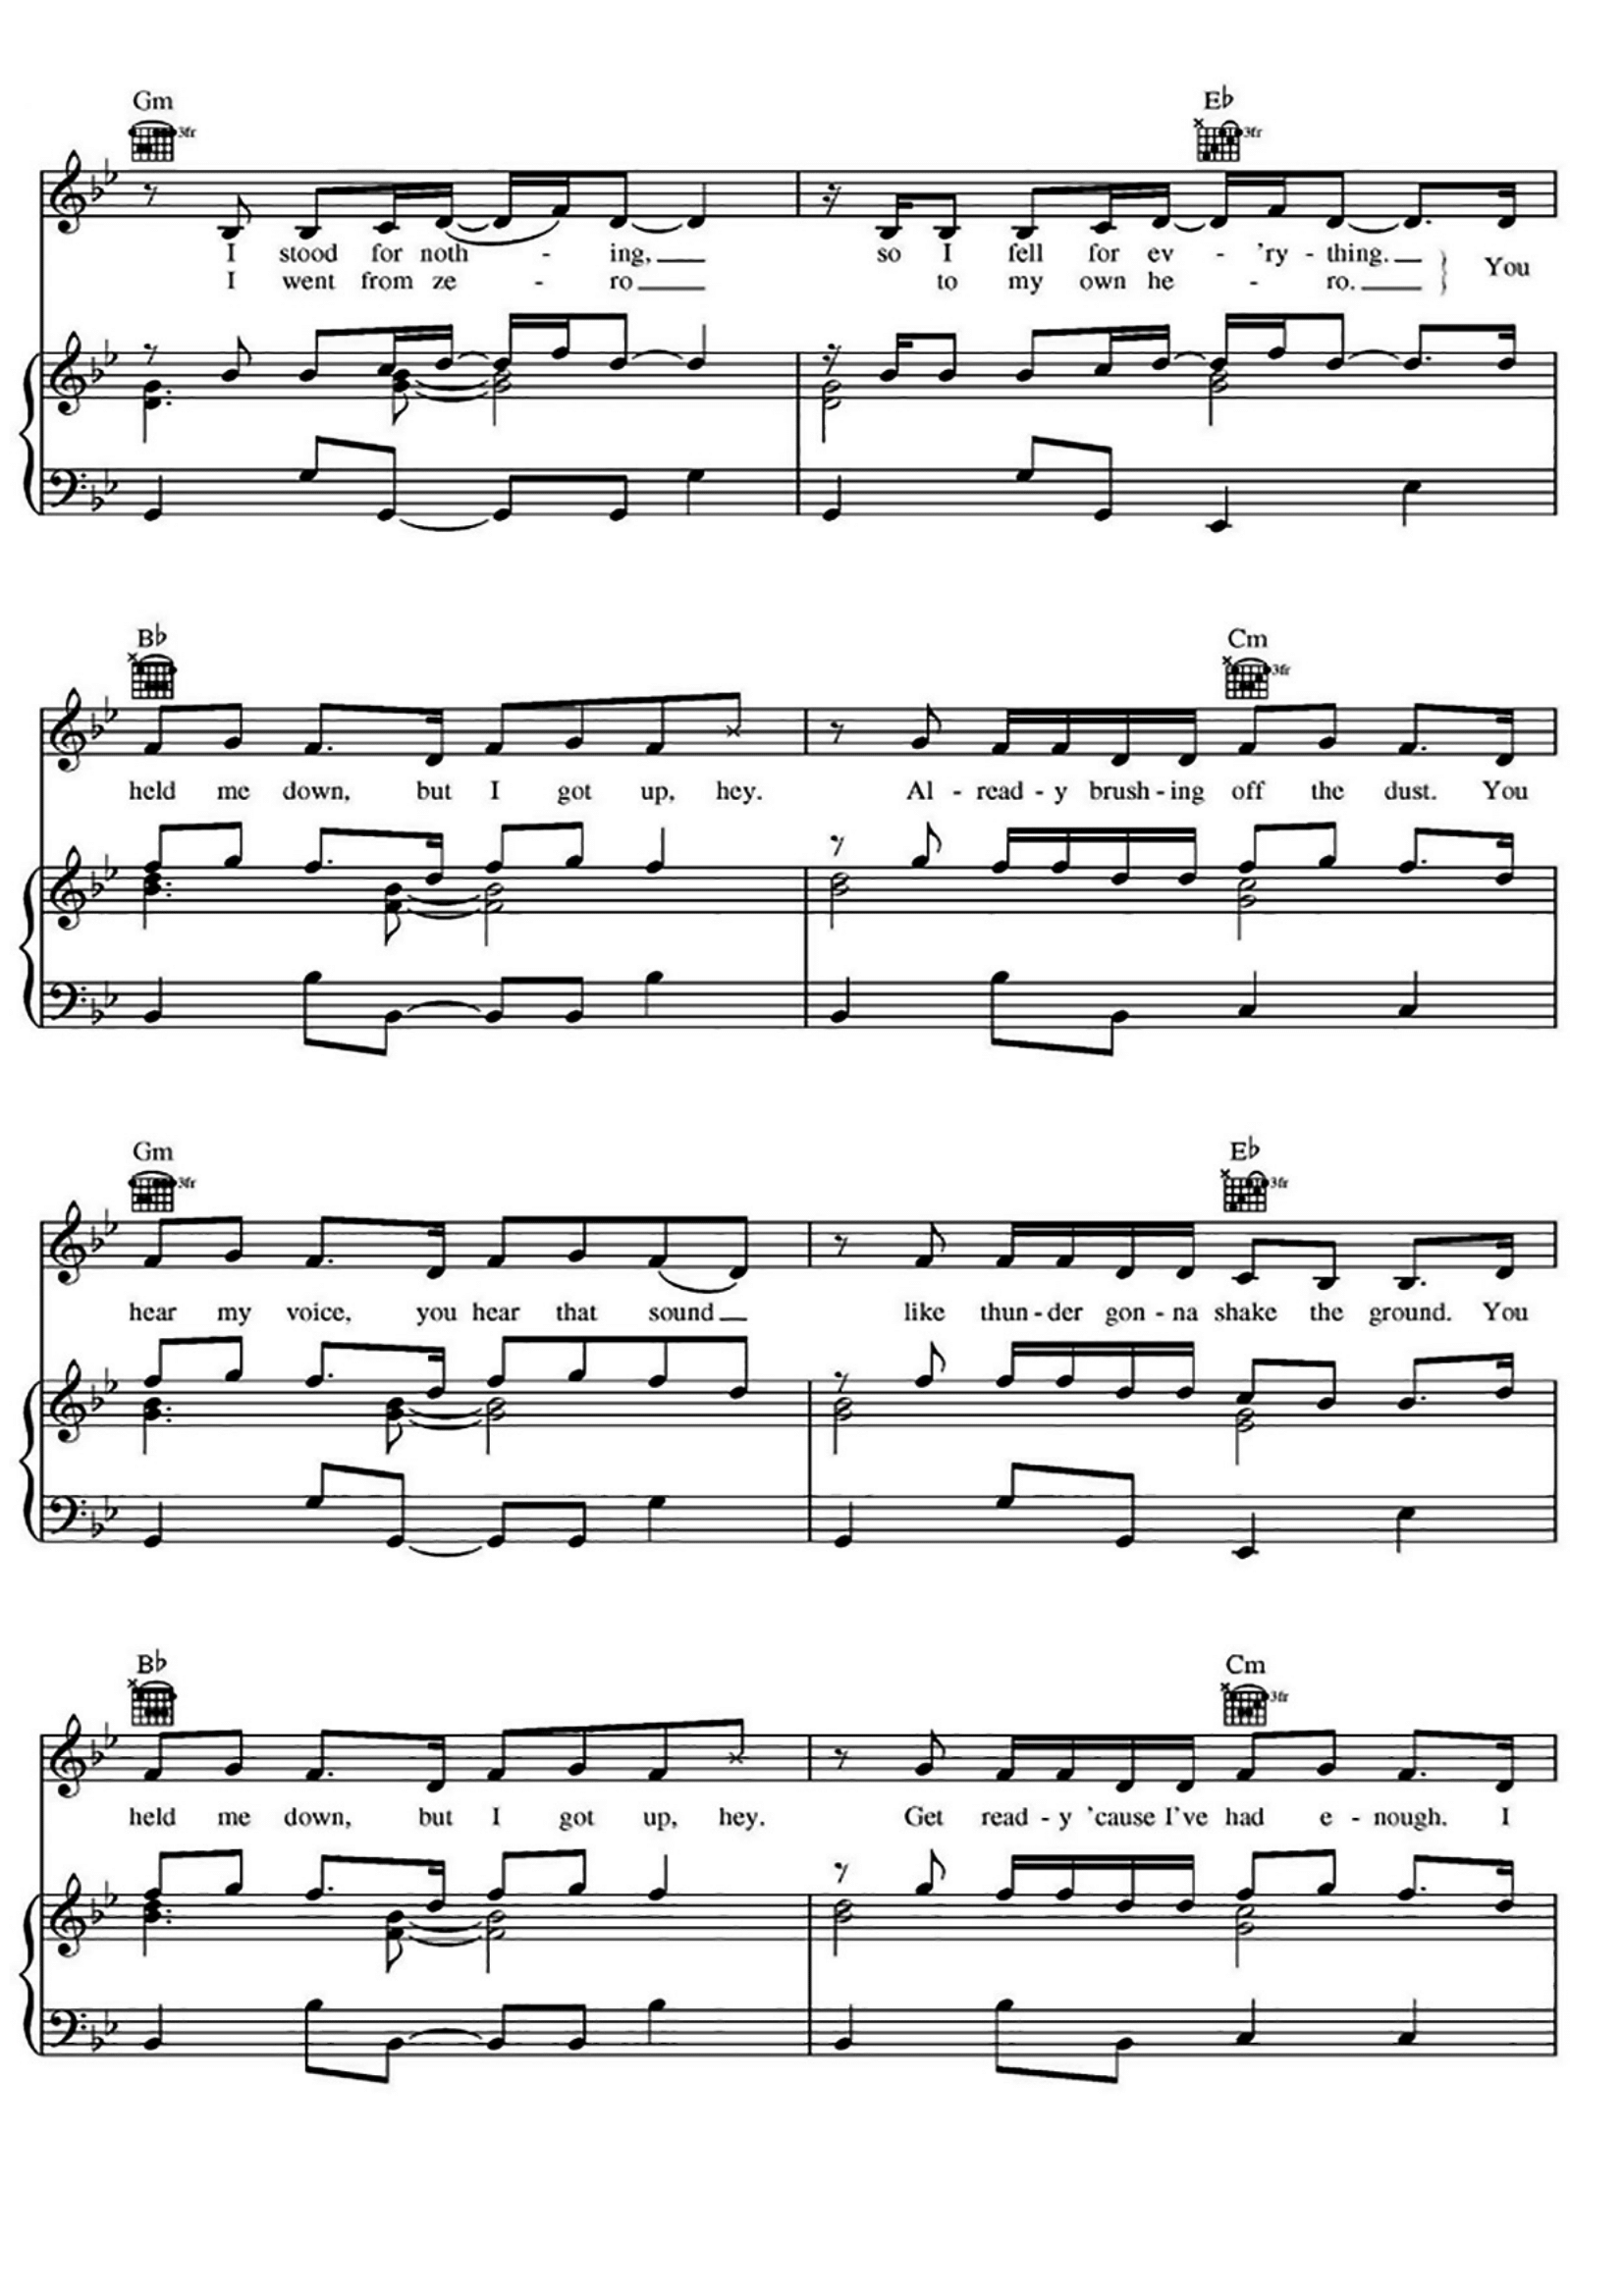 Gm Eb
3fr 3fr
I stood for noth - ing, so I fell for ev - 'ry - thing. You
I went from ze - ro to my own he - ro.
Bb Cm
3fr
held me down, but I got up, hey. Al - read - y brush - ing off the dust. You
Gm Eb
3fr 3fr
hear my voice, you hear that sound like thun - der gon - na shake the ground. You
Bb Cm
3fr
held me down, but I got up, hey. Get read - y 'cause I've had e - nough. I